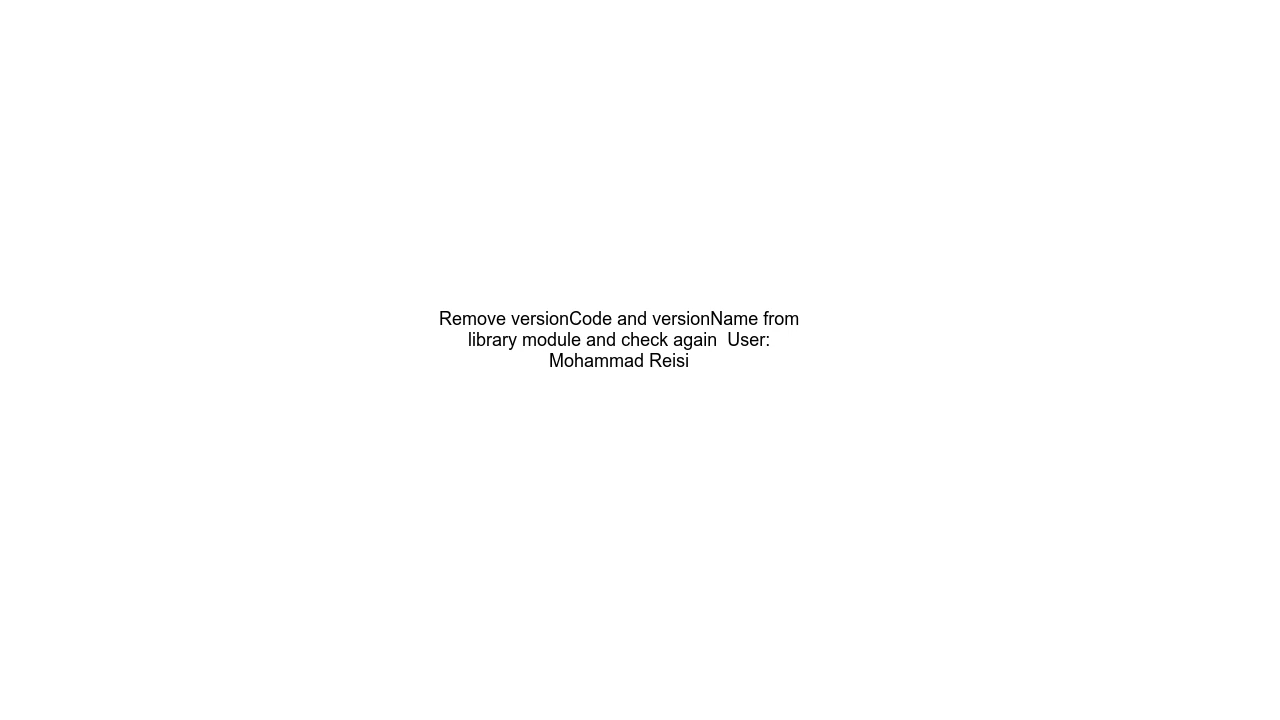 Remove versionCode and versionName from
library module and check again  User:
Mohammad Reisi